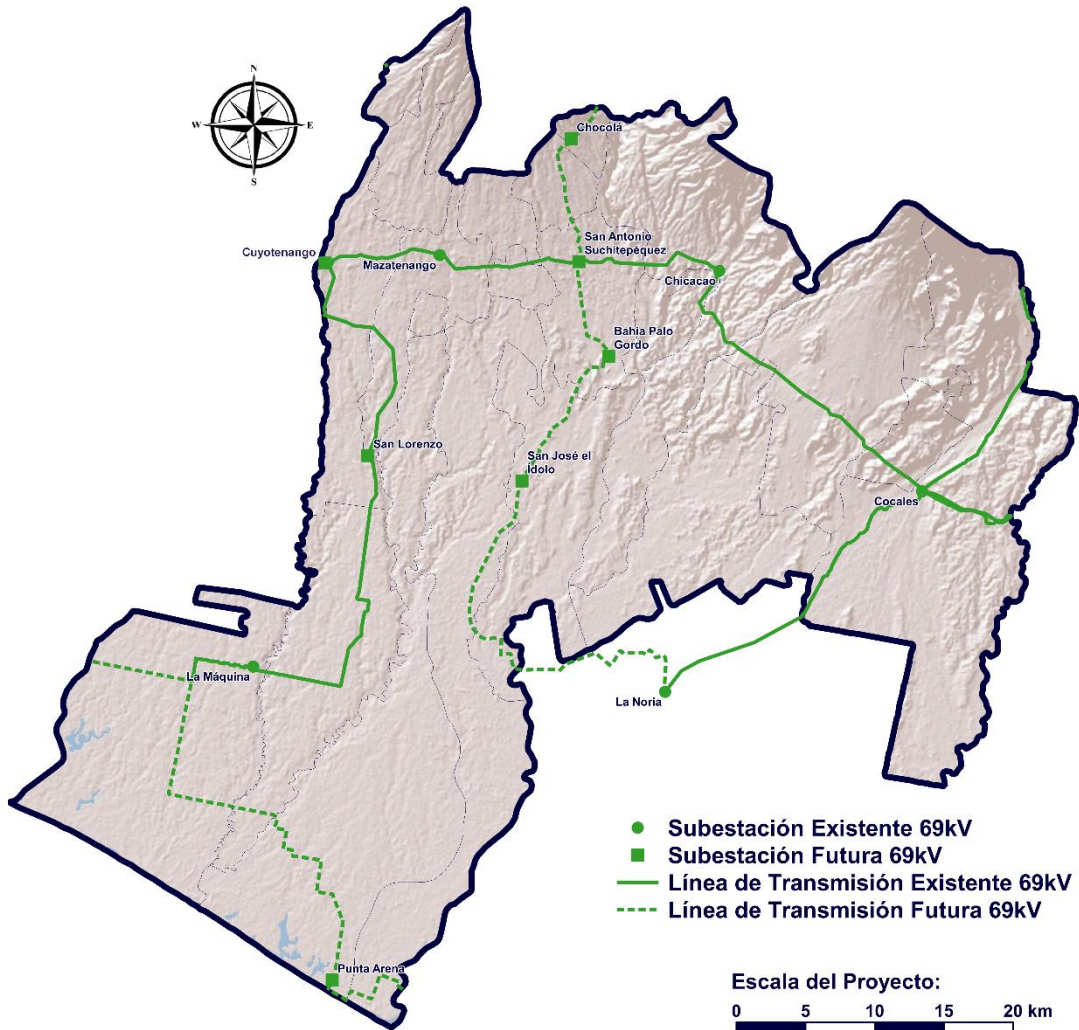 N
W
E
S
Chocolá
San Antonio
Suchitepéquez
Cuyotenango
Mazatenango
Chicacao
Bahia Palo
Gordo
San Lorenzo
San José el
Ídolo
Cocales
La Máquina
La Noria
Subestación Existente 69kV
Subestación Futura 69kV
Línea de Transmisión Existente 69kV
Línea de Transmisión Futura 69kV
Punta Arena
Escala del Proyecto:
0 5 10 15 20 km